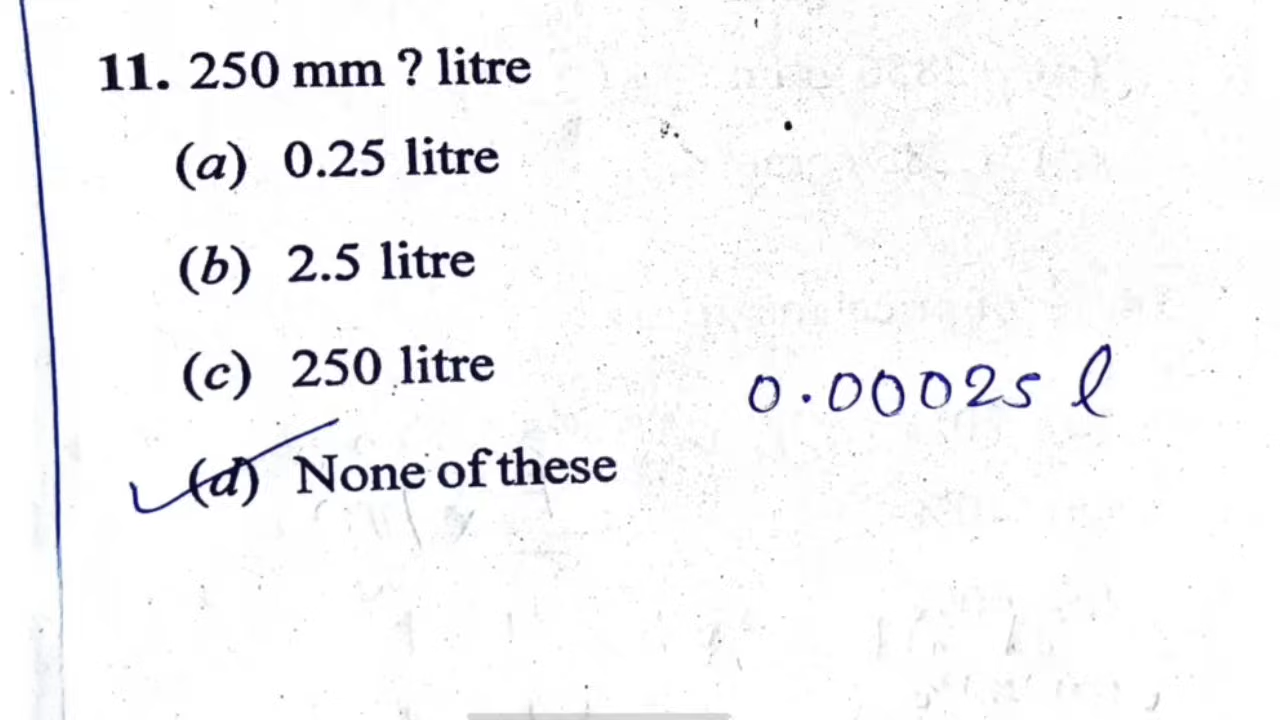 11. 250 mm ? litre
(a) 0.25 litre
(b) 2.5 litre
(c) 250 litre
0.00025 l
(d) None of these